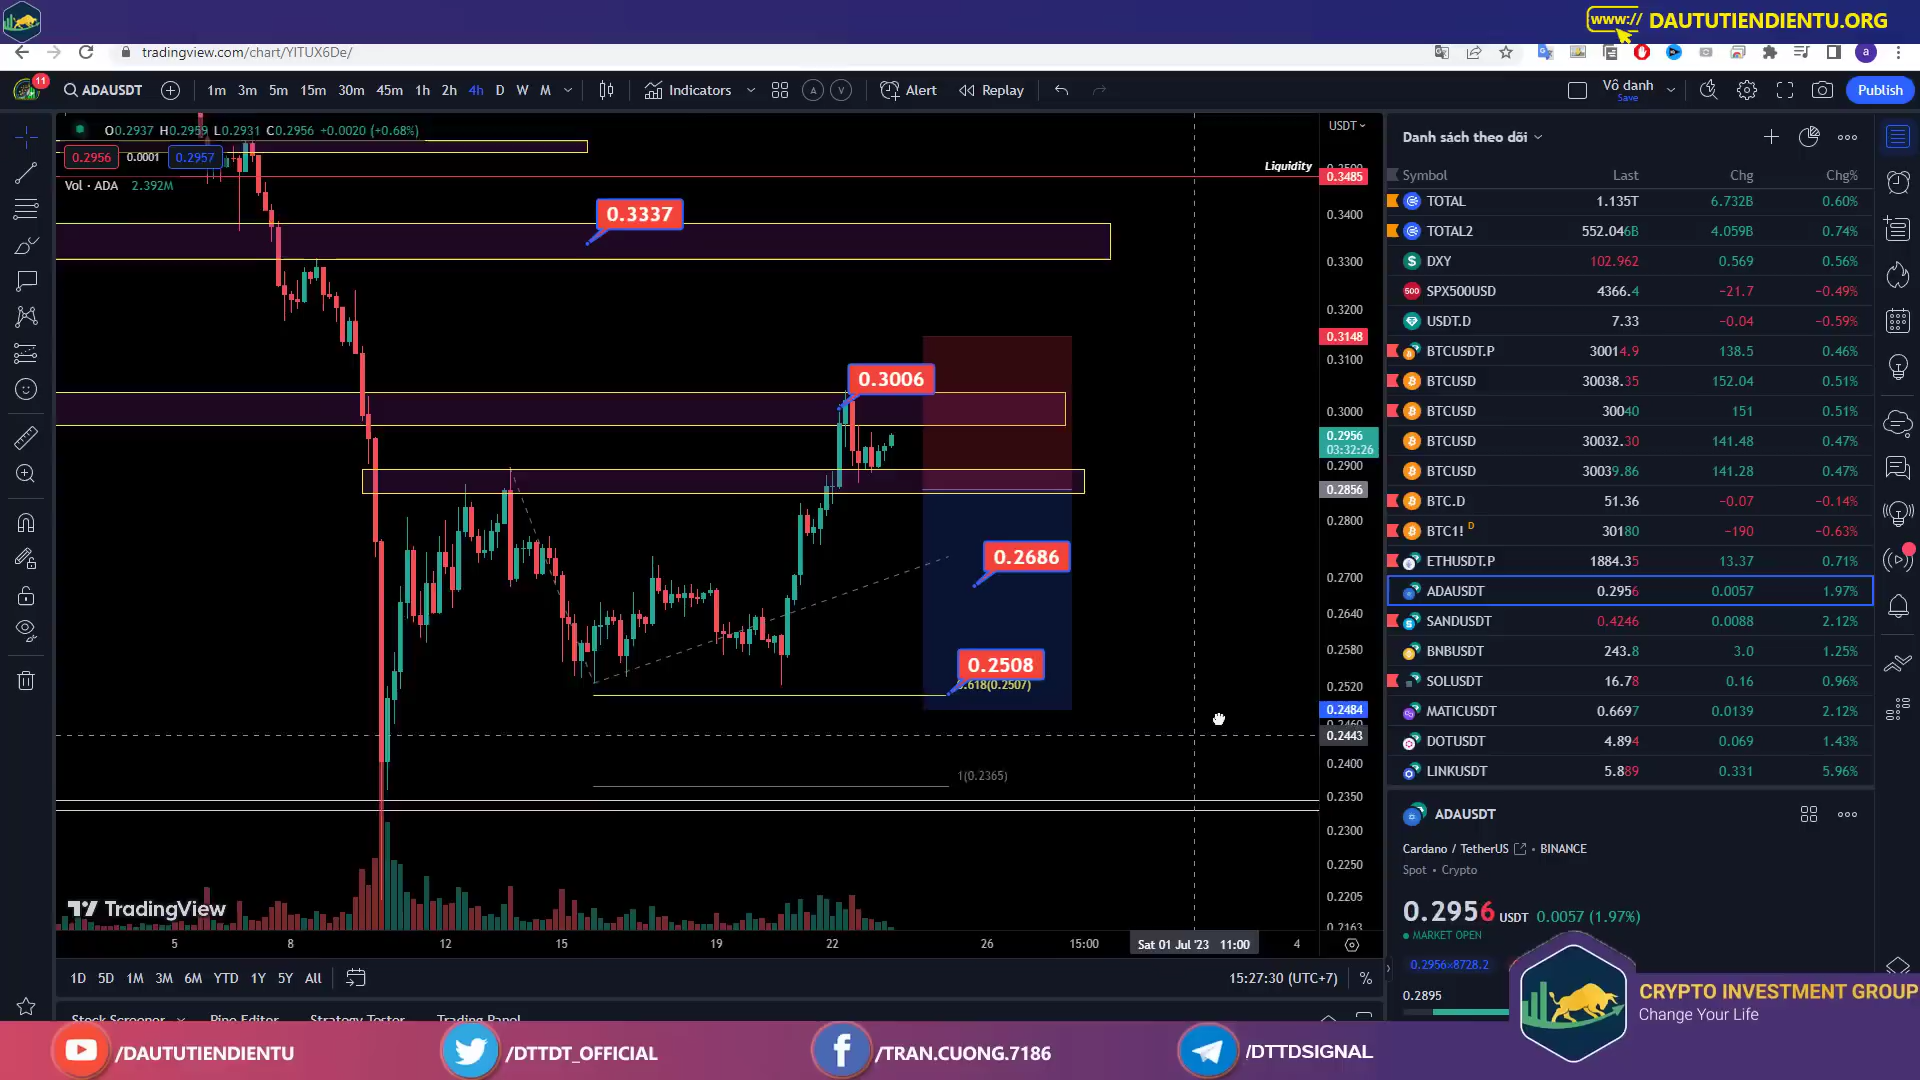 www:// DAUTUTIENDIENTU.ORG
tradingview.com/chart/YlTUX6De/
11 ADAUSDT 1m 3m 5m 15m 30m 45m 1h 2h 4h D W M Indicators Alert Replay Vô danh Save Publish
O0.2937 H0.2959 L0.2931 C0.2956 +0.0020 (+0.68%)
0.2956 0.0001 0.2957
Vol · ADA 2.392M
USDT
Liquidity
0.3485
0.3400
0.3300
0.3200
0.3148
0.3100
0.3000
0.2956
03:32:26
0.2900
0.2856
0.2800
0.2700
0.2640
0.2580
0.2520
0.2484
0.2443
0.2400
0.2350
0.2300
0.2250
0.2205
0.2163
0.3337
0.3006
0.2686
0.2508
0.618(0.2507)
1(0.2365)
TradingView
5 8 12 15 19 22 26 15:00 Sat 01 Jul '23 11:00 4
1D 5D 1M 3M 6M YTD 1Y 5Y All 15:27:30 (UTC+7) %
Stock Screener Pine Editor Strategy Tester Trading Panel
Danh sách theo dõi
Symbol Last Chg Chg%
TOTAL 1.135T 6.732B 0.60%
TOTAL2 552.046B 4.059B 0.74%
DXY 102.962 0.569 0.56%
SPX500USD 4366.4 −21.7 −0.49%
USDT.D 7.33 −0.04 −0.59%
BTCUSDT.P 30014.9 138.5 0.46%
BTCUSD 30038.35 152.04 0.51%
BTCUSD 30040 151 0.51%
BTCUSD 30032.30 141.48 0.47%
BTCUSD 30039.86 141.28 0.47%
BTC.D 51.36 −0.07 −0.14%
BTC1! D 30180 −190 −0.63%
ETHUSDT.P 1884.35 13.37 0.71%
ADAUSDT 0.2956 0.0057 1.97%
SANDUSDT 0.4246 0.0088 2.12%
BNBUSDT 243.8 3.0 1.25%
SOLUSDT 16.78 0.16 0.96%
MATICUSDT 0.6697 0.0139 2.12%
DOTUSDT 4.894 0.069 1.43%
LINKUSDT 5.889 0.331 5.96%
ADAUSDT
Cardano / TetherUS • BINANCE
Spot • Crypto
0.2956 USDT 0.0057 (1.97%)
MARKET OPEN
0.2956×8728.2
0.2895
CRYPTO INVESTMENT GROUP
Change Your Life
/DAUTUTIENDIENTU /DTTDT_OFFICIAL /TRAN.CUONG.7186 /DTTDSIGNAL